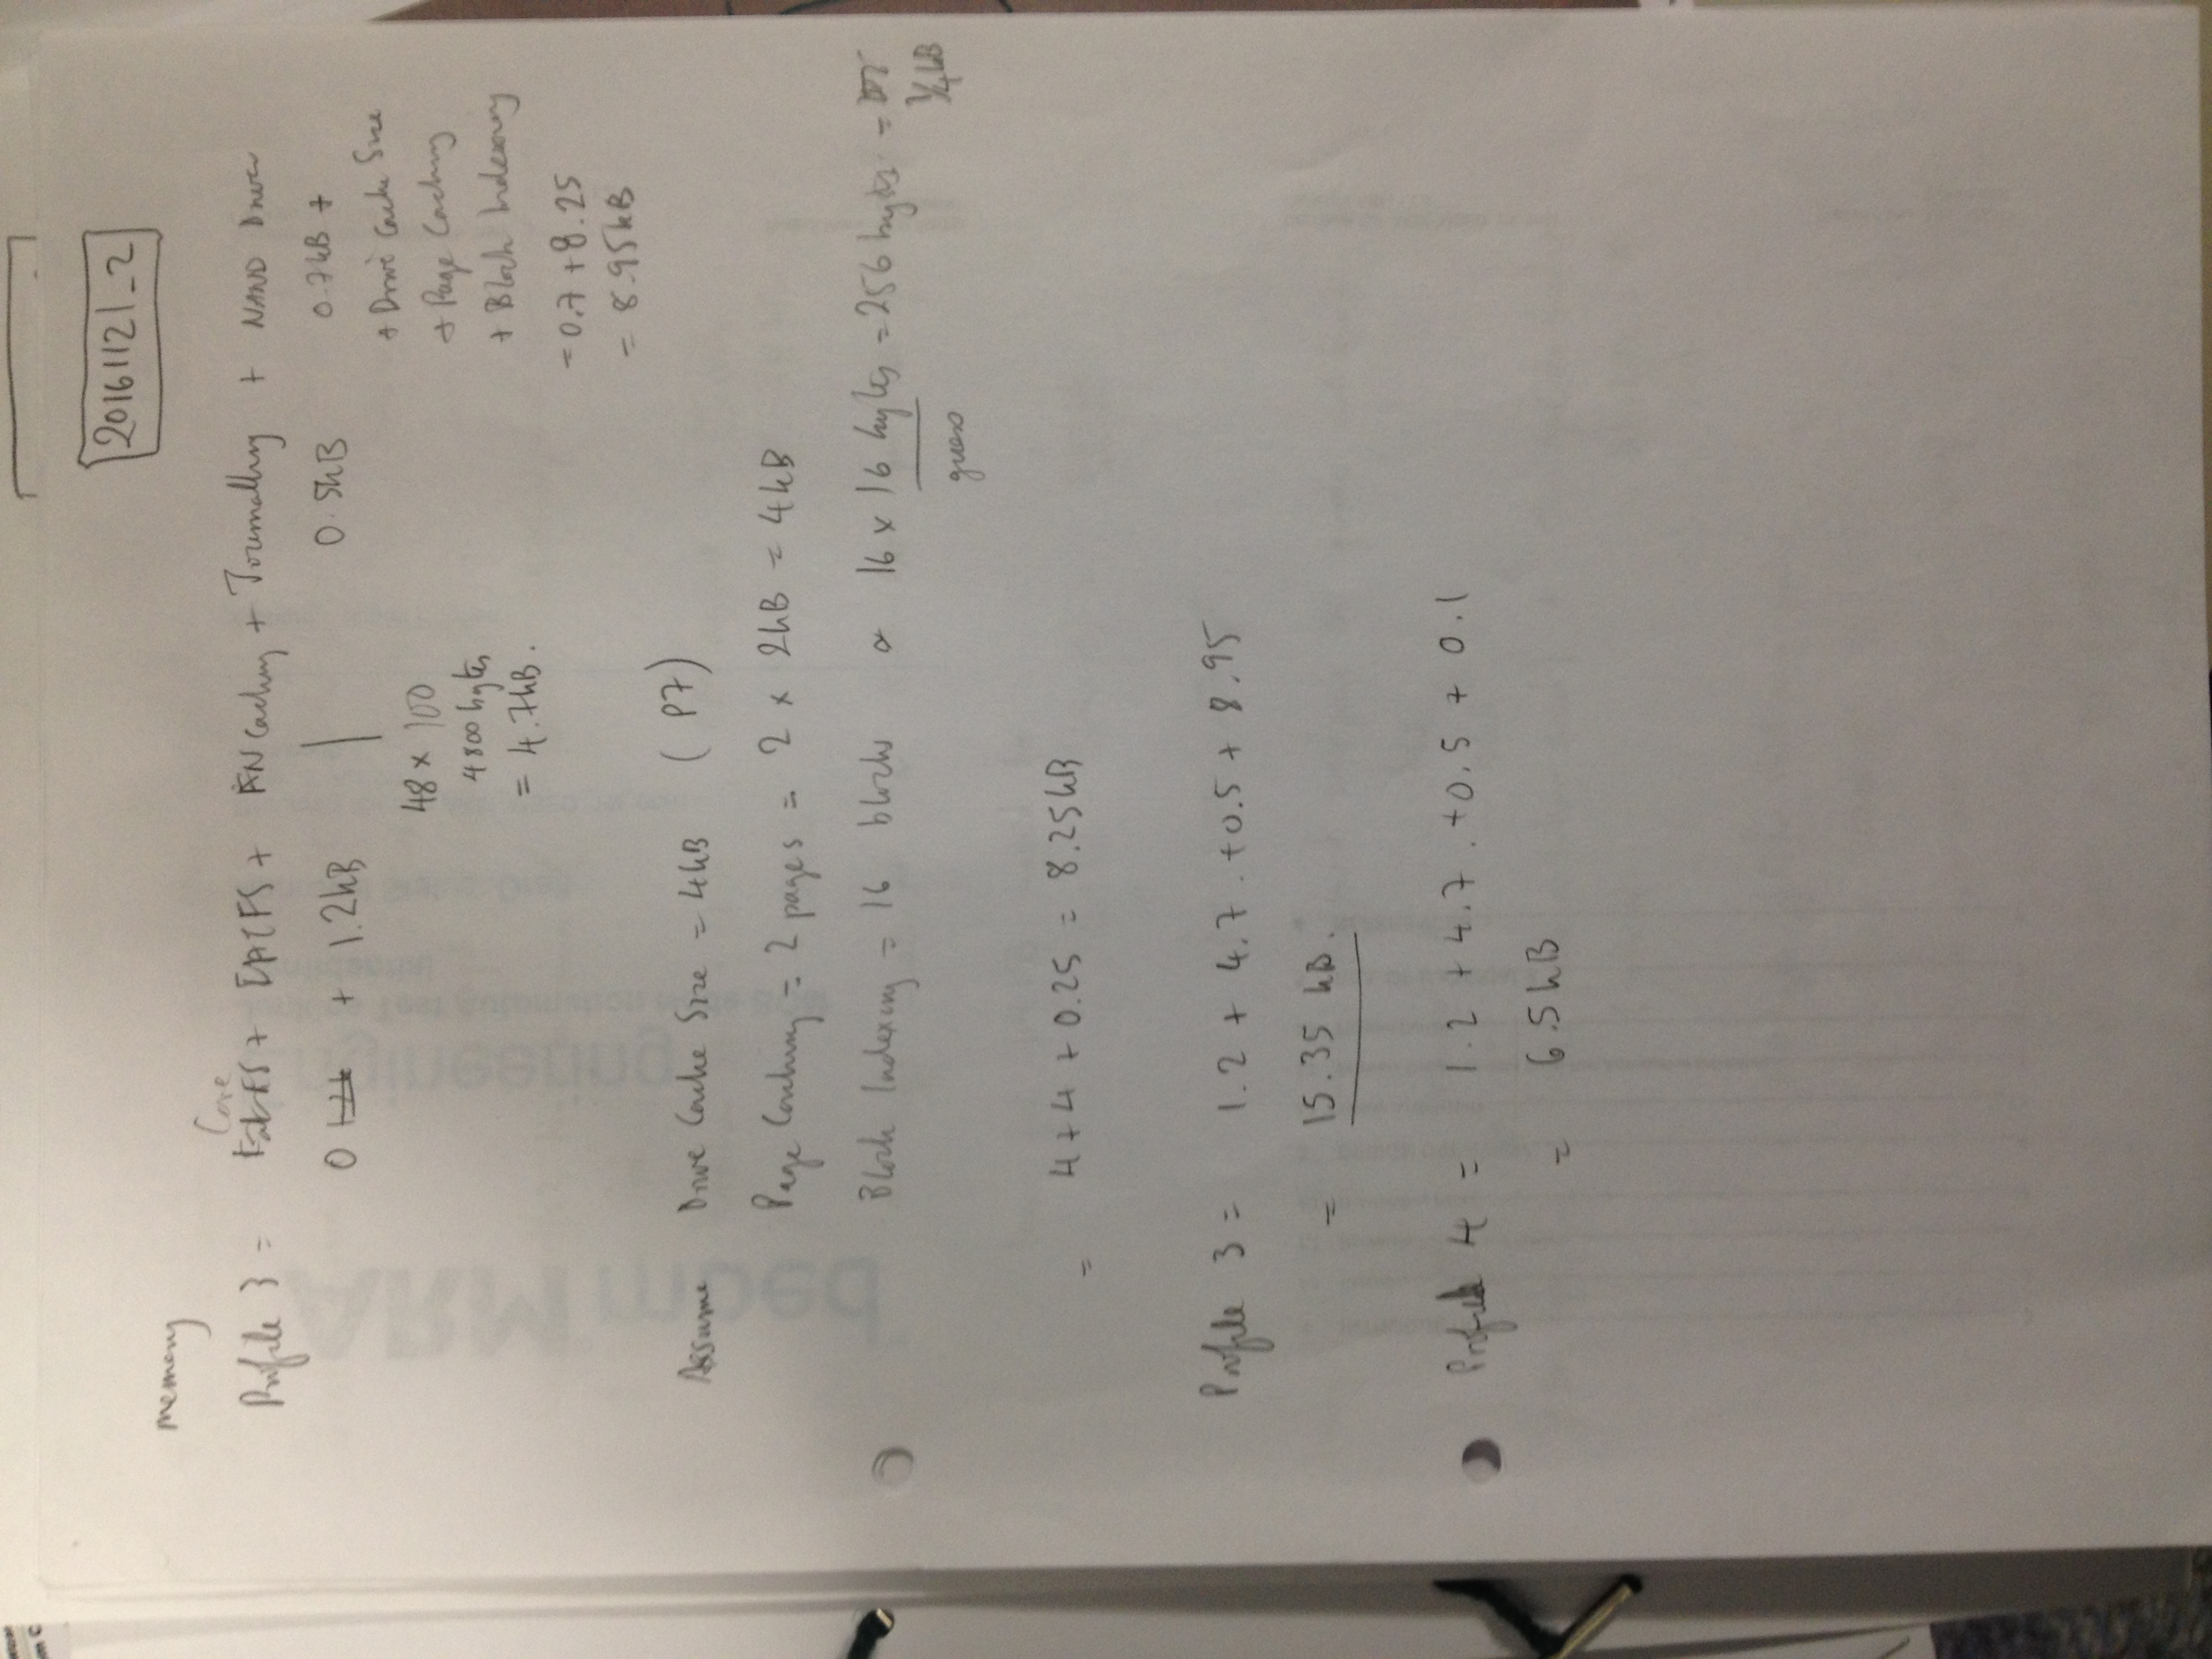 20161121_2
Memory
Core
Profile 3 = FatFS + FATFS + FN Caching + Journalling + NAND Driver
0 + 1.2kB 0.5kB 0.7kB +
+ Drive Cache Size
48 x 100
+ Page Caching
4800 bytes
+ Block Indexing
= 4.7kB.
= 0.7 + 8.25
= 8.95kB
Assume Drive Cache Size = 4kB (P7)
Page Caching = 2 pages = 2 x 2kB = 4kB
Block Indexing = 16 blocks 16 x 16 bytes = 256 bytes =
1/4 kB
guess
= 4 + 4 + 0.25 = 8.25kB
Profile 3 = 1.2 + 4.7 . + 0.5 + 8.95
= 15.35 kB.
Profile 4 = 1.2 + 4.7 . + 0.5 + 0.1
= 6.5kB
ARM mbed